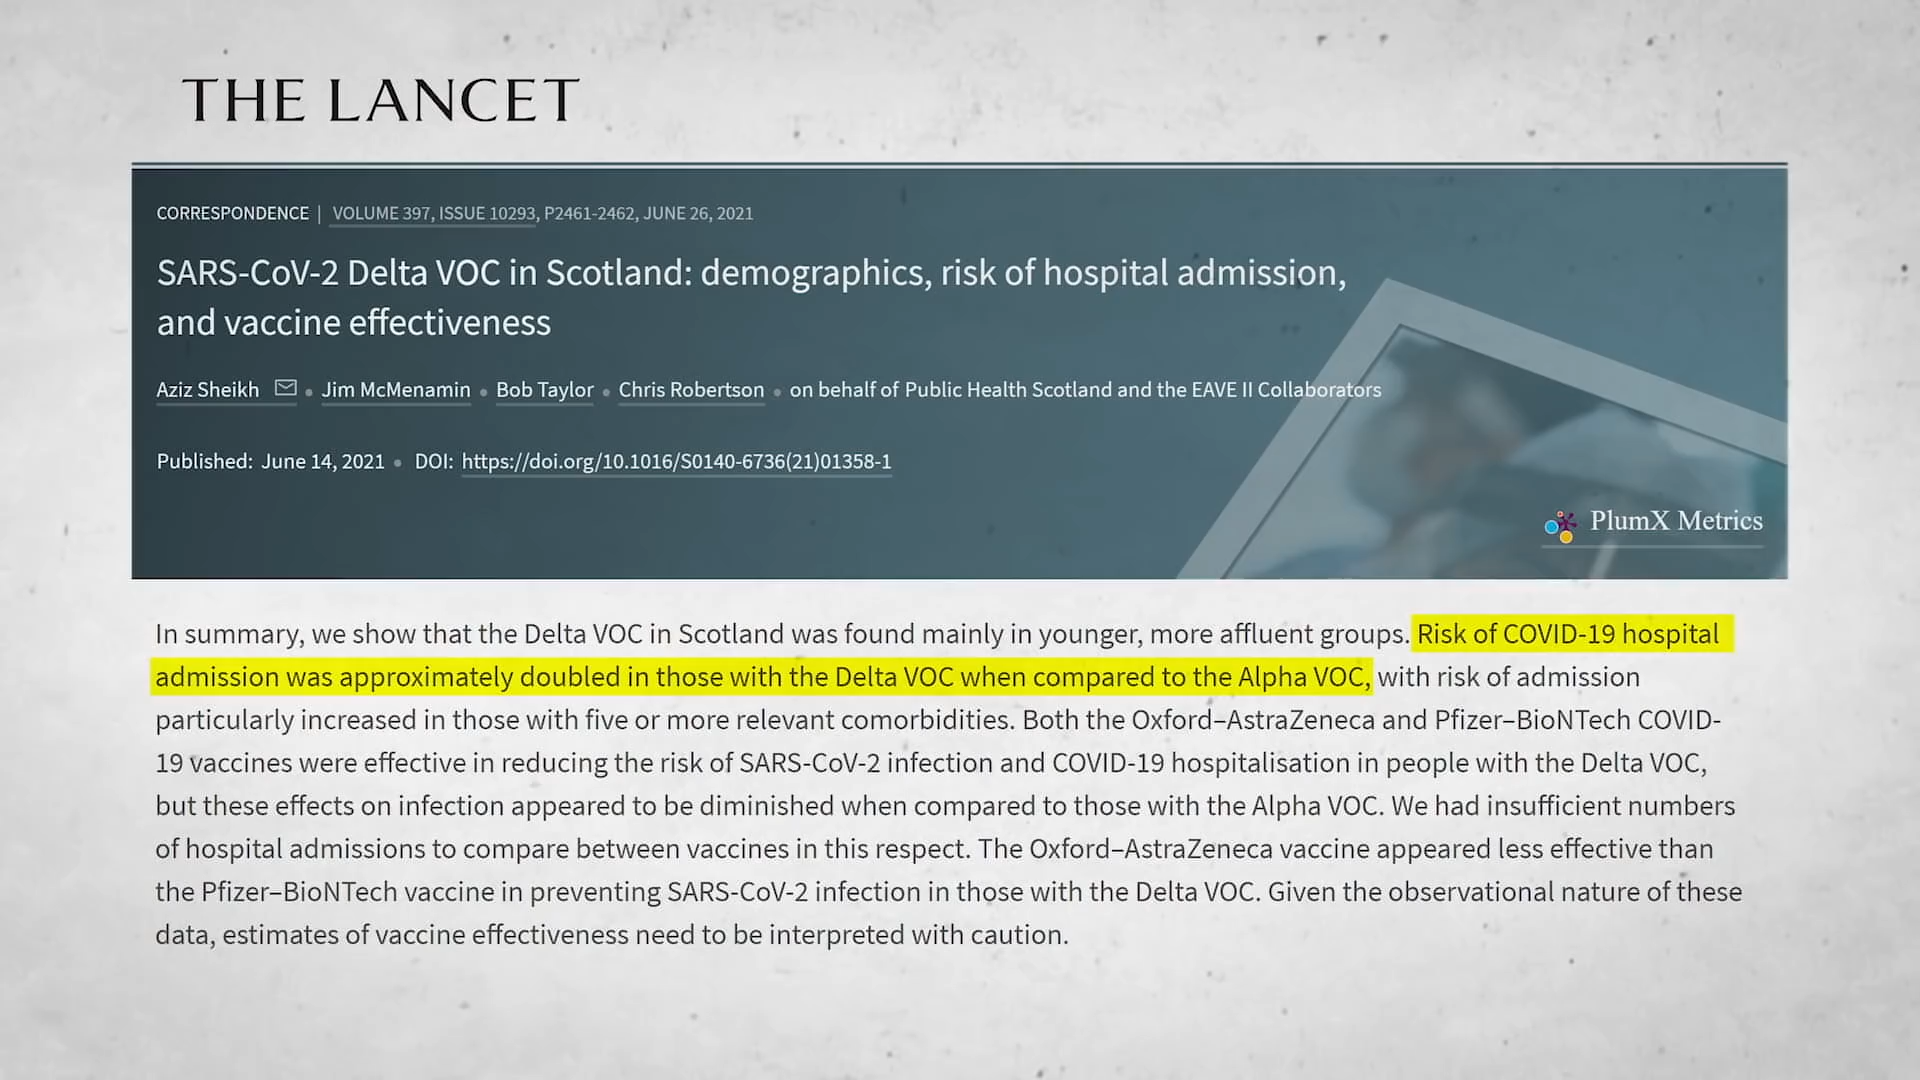 THE LANCET
CORRESPONDENCE | VOLUME 397, ISSUE 10293, P2461-2462, JUNE 26, 2021
SARS-CoV-2 Delta VOC in Scotland: demographics, risk of hospital admission,
and vaccine effectiveness
Aziz Sheikh • Jim McMenamin • Bob Taylor • Chris Robertson • on behalf of Public Health Scotland and the EAVE II Collaborators
Published: June 14, 2021 • DOI: https://doi.org/10.1016/S0140-6736(21)01358-1
PlumX Metrics
In summary, we show that the Delta VOC in Scotland was found mainly in younger, more affluent groups. Risk of COVID-19 hospital
admission was approximately doubled in those with the Delta VOC when compared to the Alpha VOC, with risk of admission
particularly increased in those with five or more relevant comorbidities. Both the Oxford–AstraZeneca and Pfizer–BioNTech COVID-
19 vaccines were effective in reducing the risk of SARS-CoV-2 infection and COVID-19 hospitalisation in people with the Delta VOC,
but these effects on infection appeared to be diminished when compared to those with the Alpha VOC. We had insufficient numbers
of hospital admissions to compare between vaccines in this respect. The Oxford–AstraZeneca vaccine appeared less effective than
the Pfizer–BioNTech vaccine in preventing SARS-CoV-2 infection in those with the Delta VOC. Given the observational nature of these
data, estimates of vaccine effectiveness need to be interpreted with caution.